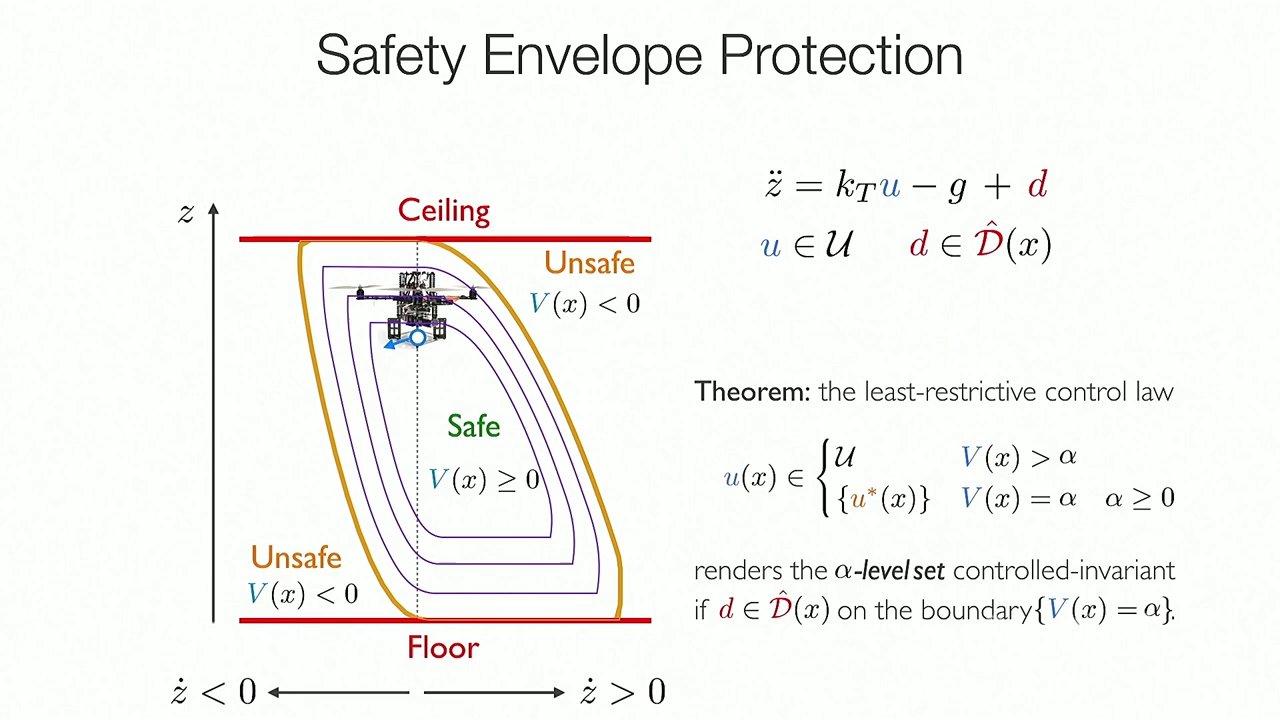 Safety Envelope Protection
z
Ceiling
Unsafe
V(x) < 0
Safe
V(x) ≥ 0
Unsafe
V(x) < 0
Floor
ż < 0
ż > 0
z̈ = k_T u − g + d
u ∈ 𝒰 d ∈ 𝒟̂(x)
Theorem: the least-restrictive control law
u(x) ∈ { 𝒰 V(x) > α
{u*(x)} V(x) = α α ≥ 0
renders the α-level set controlled-invariant
if d ∈ 𝒟̂(x) on the boundary{V(x) = α}.